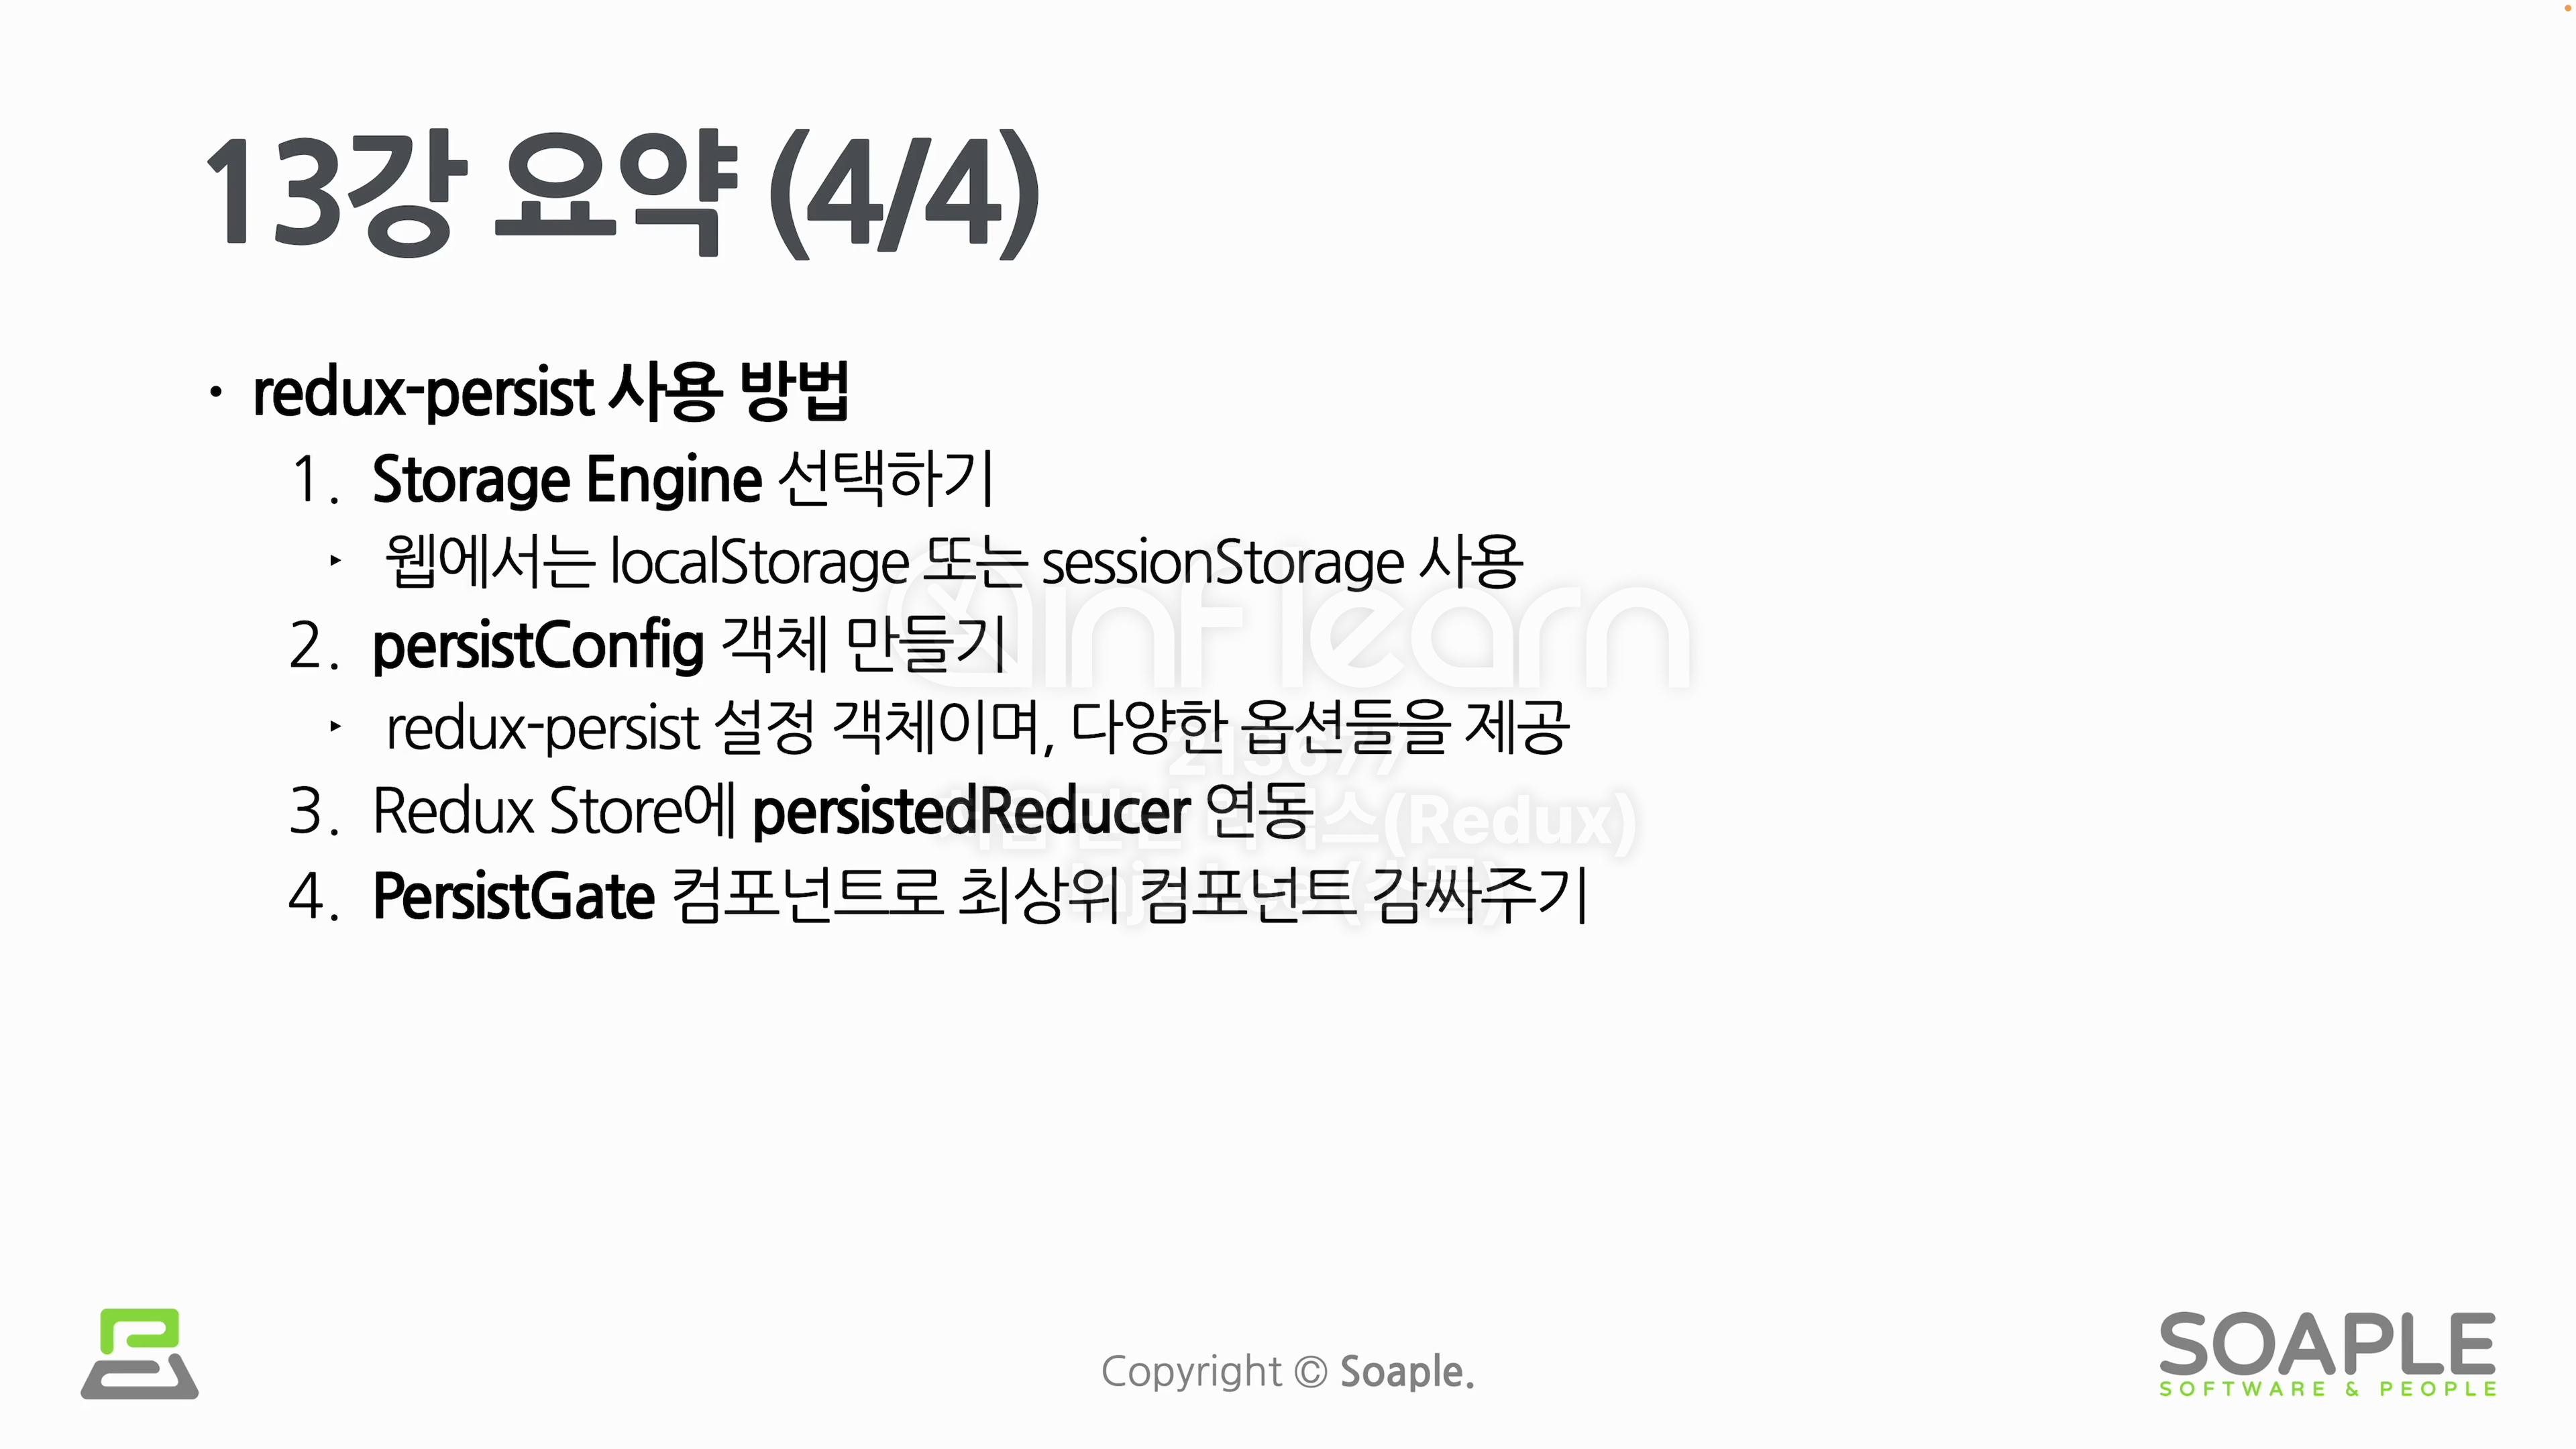 13강 요약 (4/4)
• redux-persist 사용 방법
1. Storage Engine 선택하기
‣ 웹에서는 localStorage 또는 sessionStorage 사용
2. persistConfig 객체 만들기
‣ redux-persist 설정 객체이며, 다양한 옵션들을 제공
3. Redux Store에 persistedReducer 연동
4. PersistGate 컴포넌트로 최상위 컴포넌트 감싸주기
inflearn
213677
(Redux)
Copyright © Soaple.
SOAPLE
SOFTWARE & PEOPLE